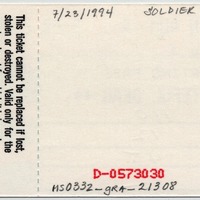 7/23/1994 SOLDIER
This ticket cannot be replaced if lost,
stolen or destroyed. Valid only for the
D-0573030
MS0332_GRA_21308